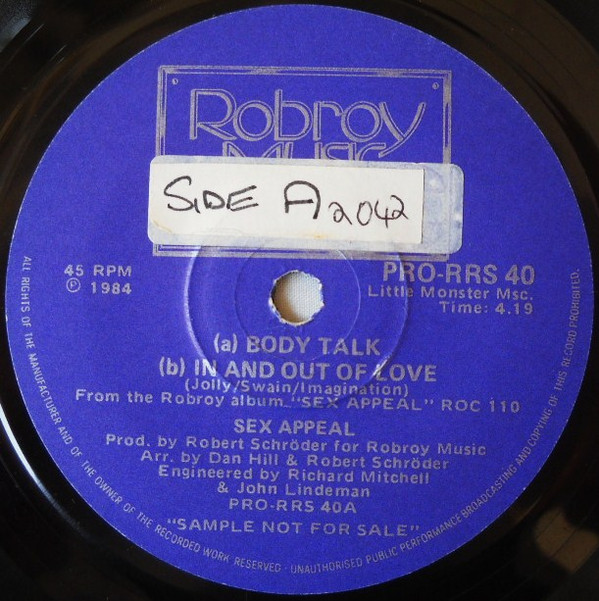 Robroy
MUSIC
SIDE A 2042
45 RPM
Ⓟ 1984
PRO-RRS 40
Little Monster Msc.
Time: 4.19
(a) BODY TALK
(b) IN AND OUT OF LOVE
(Jolly/Swain/Imagination)
From the Robroy album "SEX APPEAL" ROC 110
SEX APPEAL
Prod. by Robert Schröder for Robroy Music
Arr. by Dan Hill & Robert Schröder
Engineered by Richard Mitchell
& John Lindeman
PRO-RRS 40A
"SAMPLE NOT FOR SALE"
ALL RIGHTS OF THE MANUFACTURER AND OF THE OWNER OF THE RECORDED WORK RESERVED · UNAUTHORISED PUBLIC PERFORMANCE BROADCASTING AND COPYING OF THIS RECORD PROHIBITED.